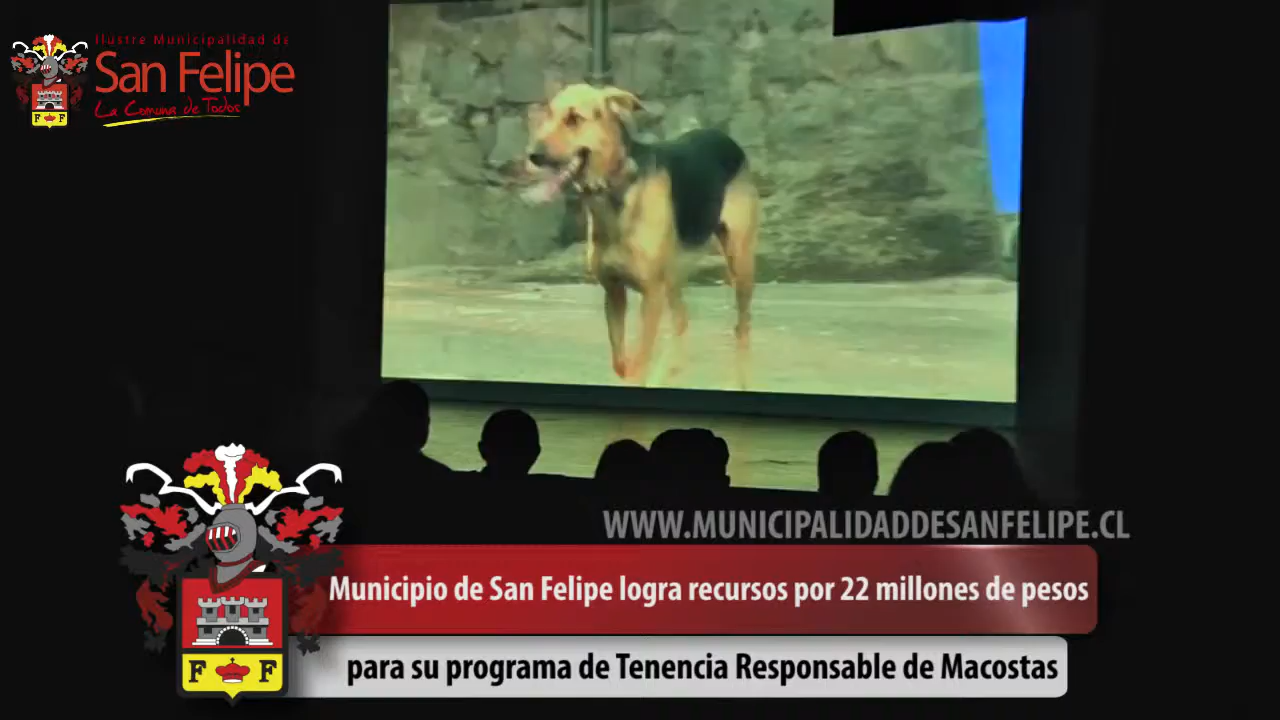 Ilustre Municipalidad de
San Felipe
La Comuna de Todos
WWW.MUNICIPALIDADDESANFELIPE.CL
Municipio de San Felipe logra recursos por 22 millones de pesos
para su programa de Tenencia Responsable de Macostas
F F
F F